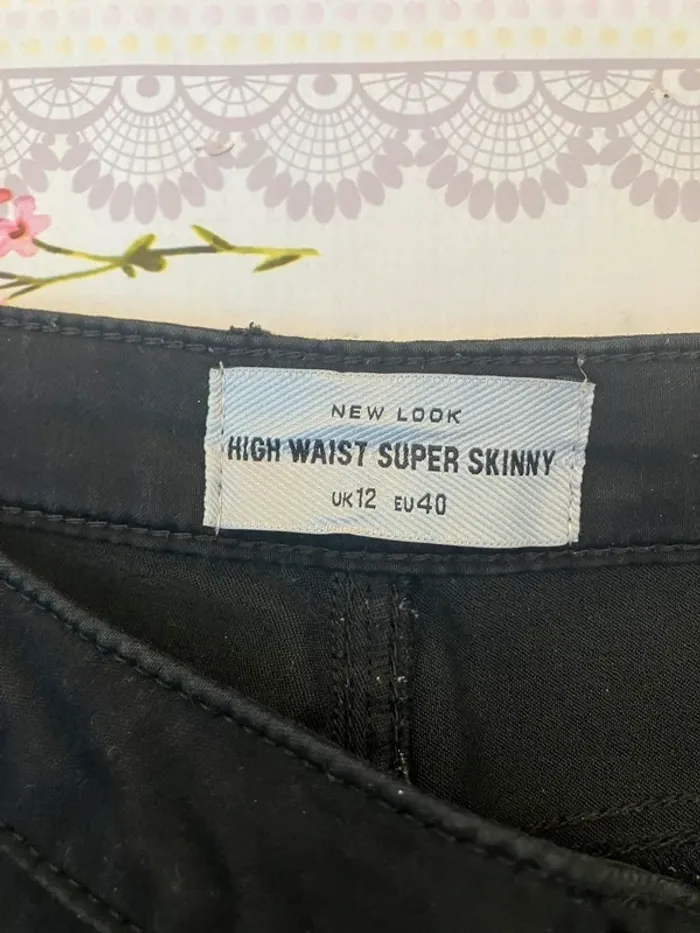 NEW LOOK
HIGH WAIST SUPER SKINNY
UK12 EU40